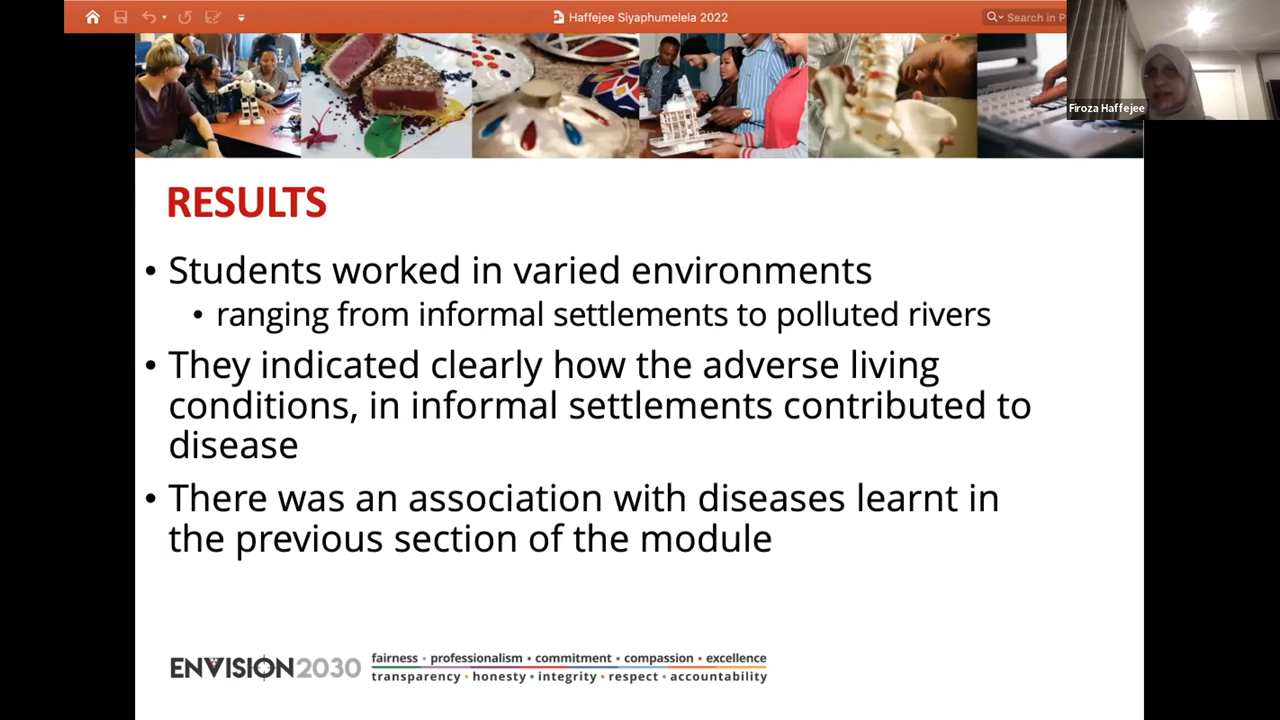 Haffejee Siyaphumelela 2022
Search in P
Firoza Haffejee
RESULTS
• Students worked in varied environments
• ranging from informal settlements to polluted rivers
• They indicated clearly how the adverse living
conditions, in informal settlements contributed to
disease
• There was an association with diseases learnt in
the previous section of the module
ENVISION2030
fairness • professionalism • commitment • compassion • excellence
transparency • honesty • integrity • respect • accountability